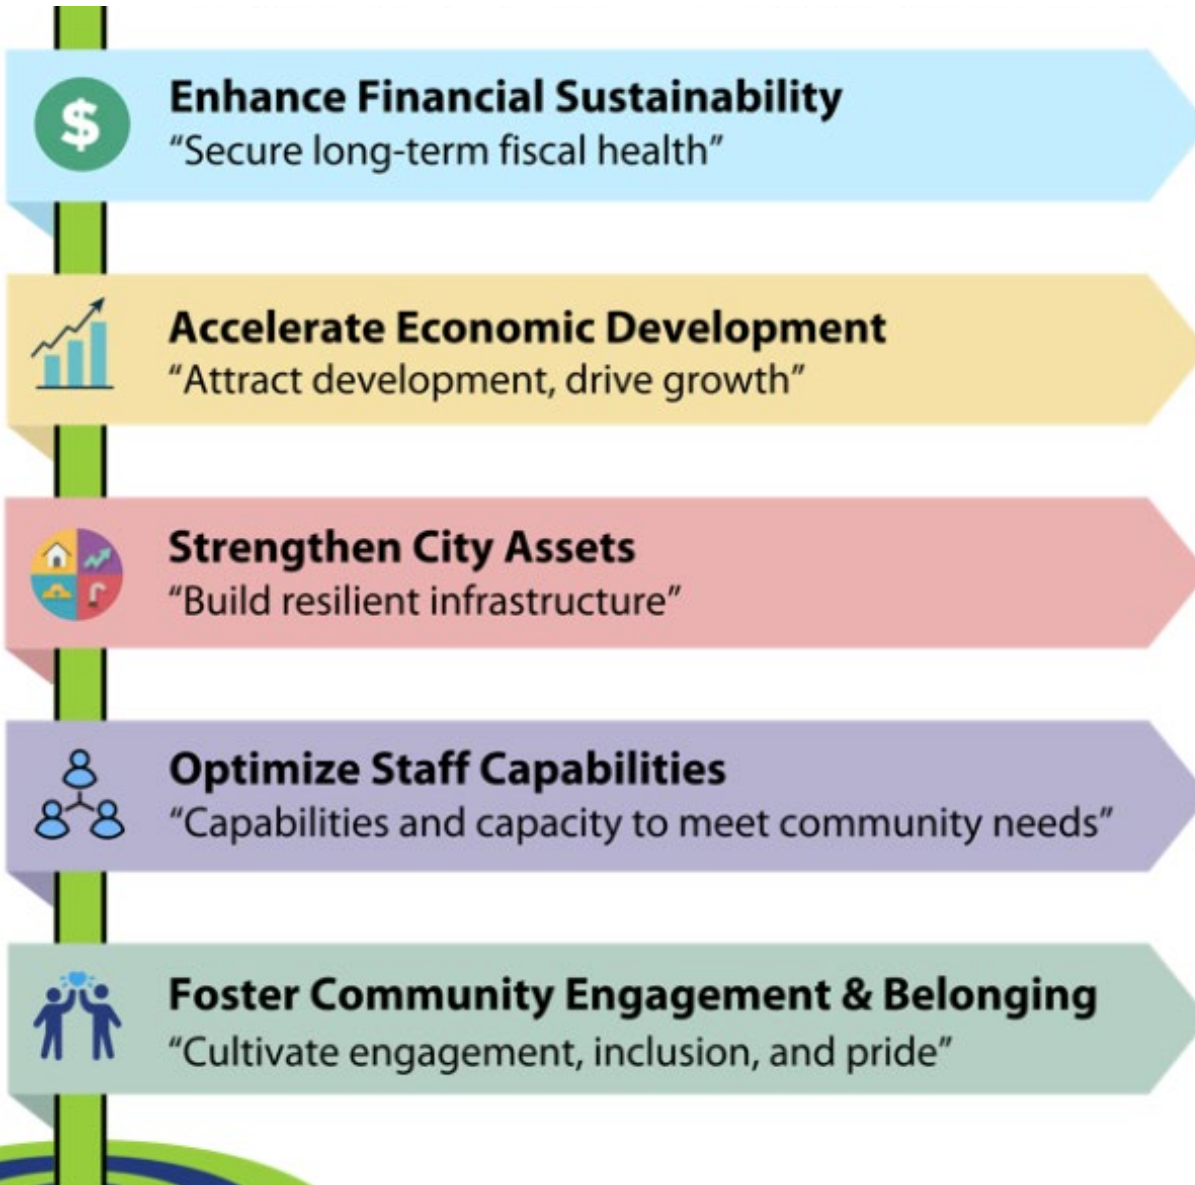 $
Enhance Financial Sustainability
“Secure long-term fiscal health”
Accelerate Economic Development
“Attract development, drive growth”
Strengthen City Assets
“Build resilient infrastructure”
Optimize Staff Capabilities
“Capabilities and capacity to meet community needs”
Foster Community Engagement & Belonging
“Cultivate engagement, inclusion, and pride”